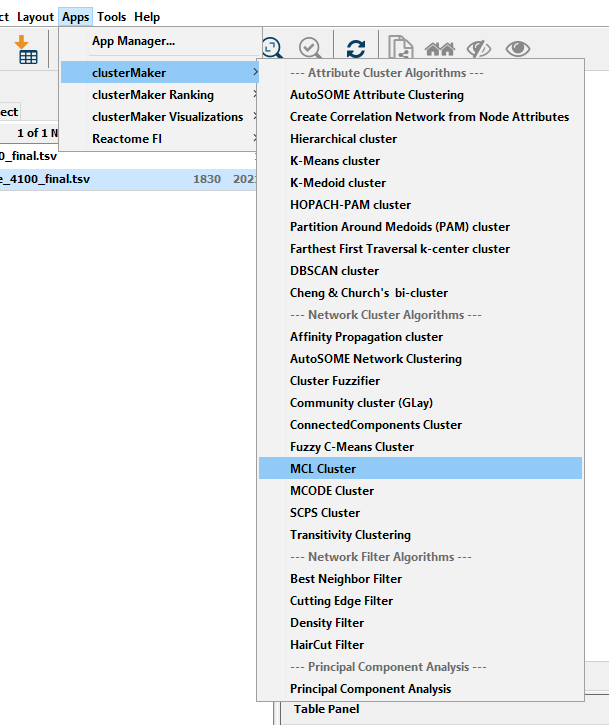 ct Layout Apps Tools Help
App Manager...
clusterMaker
clusterMaker Ranking
clusterMaker Visualizations
Reactome FI
ect
1 of 1 N
0_final.tsv
e_4100_final.tsv 1830 202
--- Attribute Cluster Algorithms ---
AutoSOME Attribute Clustering
Create Correlation Network from Node Attributes
Hierarchical cluster
K-Means cluster
K-Medoid cluster
HOPACH-PAM cluster
Partition Around Medoids (PAM) cluster
Farthest First Traversal k-center cluster
DBSCAN cluster
Cheng & Church's  bi-cluster
--- Network Cluster Algorithms ---
Affinity Propagation cluster
AutoSOME Network Clustering
Cluster Fuzzifier
Community cluster (GLay)
ConnectedComponents Cluster
Fuzzy C-Means Cluster
MCL Cluster
MCODE Cluster
SCPS Cluster
Transitivity Clustering
--- Network Filter Algorithms ---
Best Neighbor Filter
Cutting Edge Filter
Density Filter
HairCut Filter
--- Principal Component Analysis ---
Principal Component Analysis
Table Panel